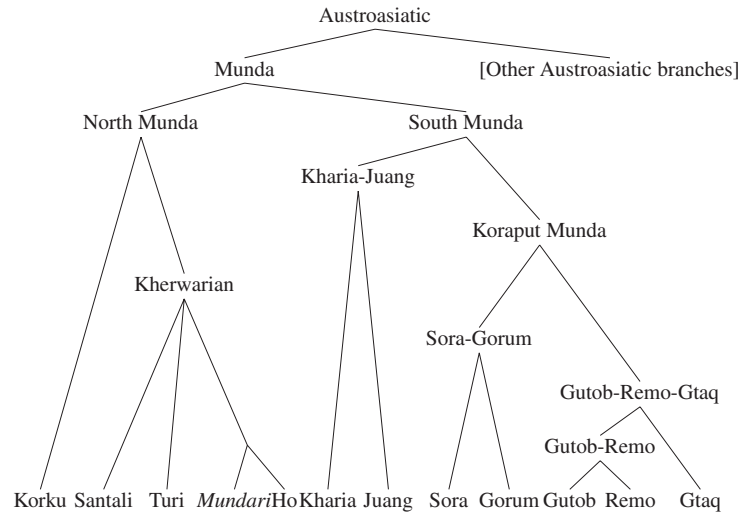 Austroasiatic
Munda [Other Austroasiatic branches]
North Munda South Munda
Kharia-Juang
Koraput Munda
Kherwarian
Sora-Gorum
Gutob-Remo-Gtaq
Gutob-Remo
Korku Santali Turi Mundari Ho Kharia Juang Sora Gorum Gutob Remo Gtaq